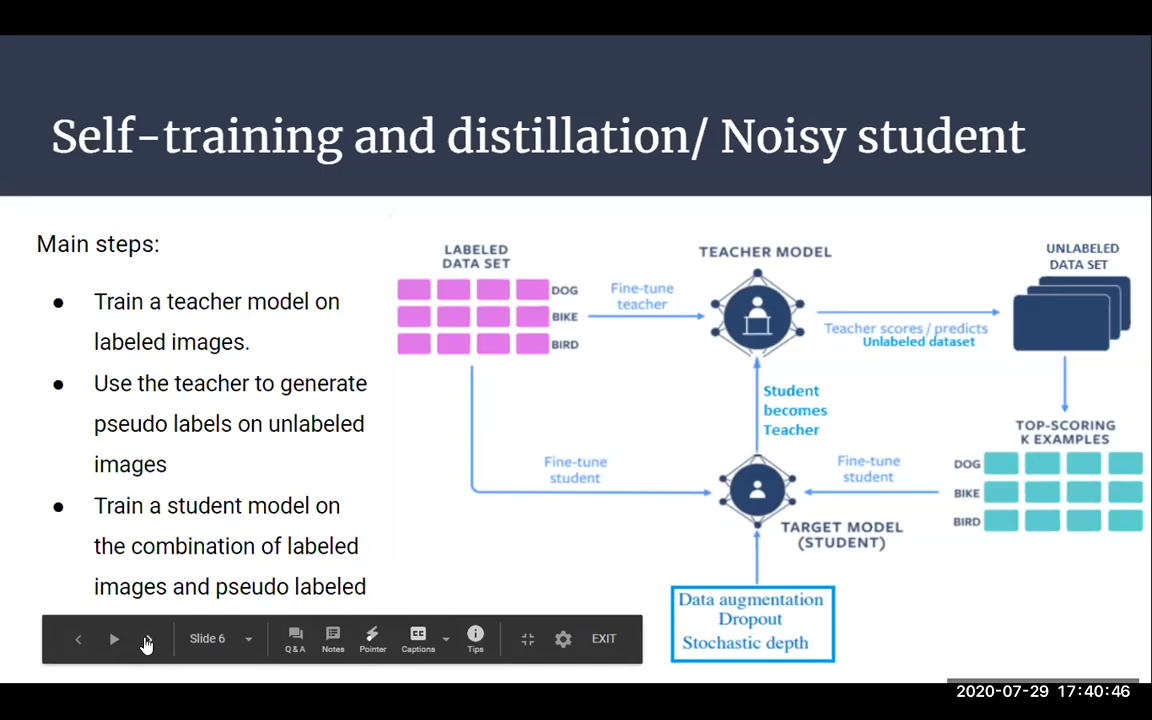 Self-training and distillation/ Noisy student
Main steps:
● Train a teacher model on
labeled images.
● Use the teacher to generate
pseudo labels on unlabeled
images
● Train a student model on
the combination of labeled
images and pseudo labeled
LABELED
DATA SET
DOG
BIKE
BIRD
Fine-tune
teacher
TEACHER MODEL
Teacher scores / predicts
Unlabeled dataset
UNLABELED
DATA SET
Student
becomes
Teacher
TOP-SCORING
K EXAMPLES
DOG
BIKE
BIRD
Fine-tune
student
Fine-tune
student
TARGET MODEL
(STUDENT)
Data augmentation
Dropout
Stochastic depth
Slide 6
Q & A
Notes
Pointer
CC
Captions
Tips
EXIT
2020-07-29 17:40:46